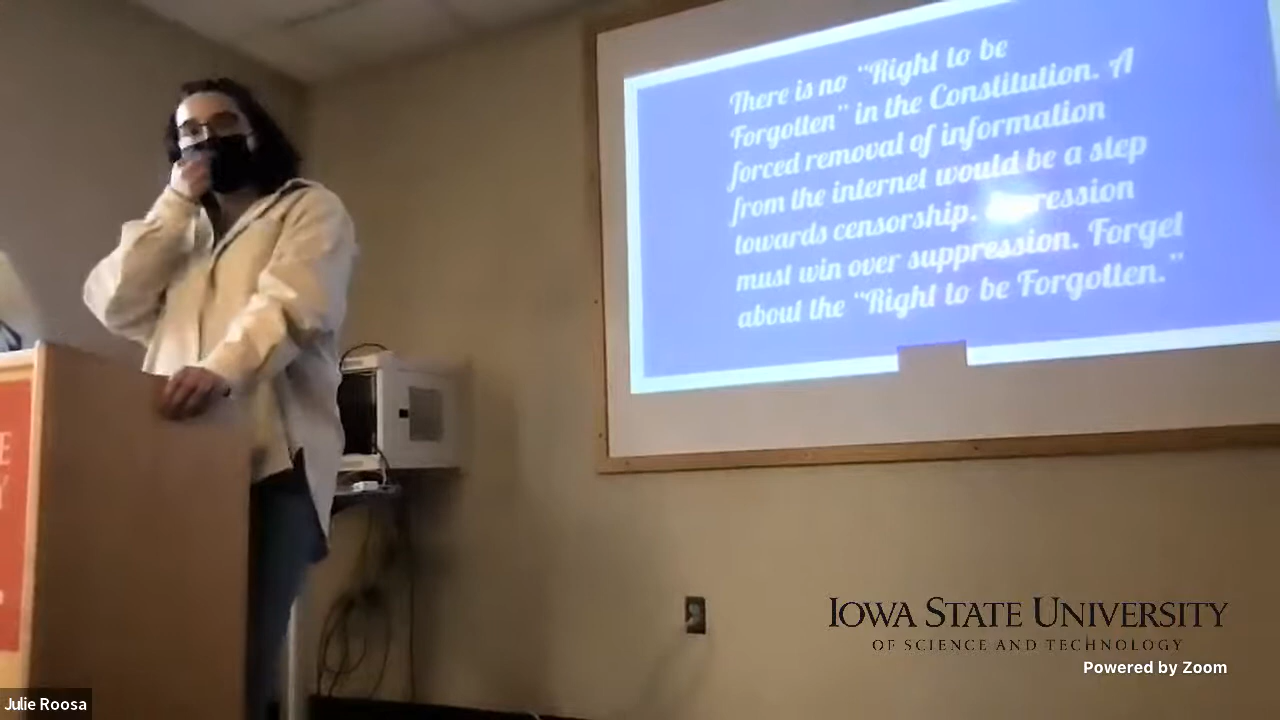 There is no "Right to be
Forgotten" in the Constitution. A
forced removal of information
from the internet would be a step
towards censorship.
must win over suppression. Forget
about the "Right to be Forgotten."
IOWA STATE UNIVERSITY
OF SCIENCE AND TECHNOLOGY
Powered by Zoom
Julie Roosa